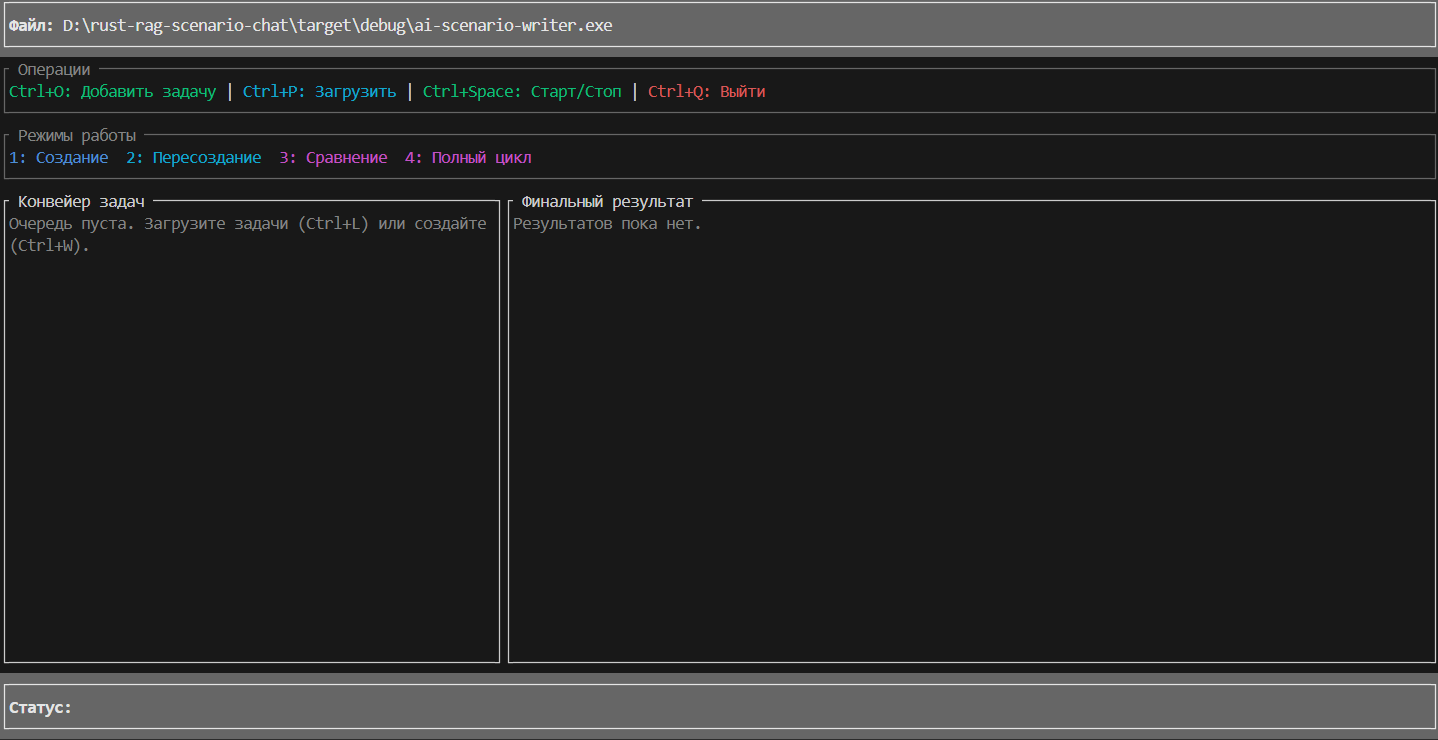 Файл: D:\rust-rag-scenario-chat\target\debug\ai-scenario-writer.exe
Операции
Ctrl+O: Добавить задачу | Ctrl+P: Загрузить | Ctrl+Space: Старт/Стоп | Ctrl+Q: Выйти
Режимы работы
1: Создание 2: Пересоздание 3: Сравнение 4: Полный цикл
Конвейер задач
Очередь пуста. Загрузите задачи (Ctrl+L) или создайте
(Ctrl+W).
Финальный результат
Результатов пока нет.
Статус: